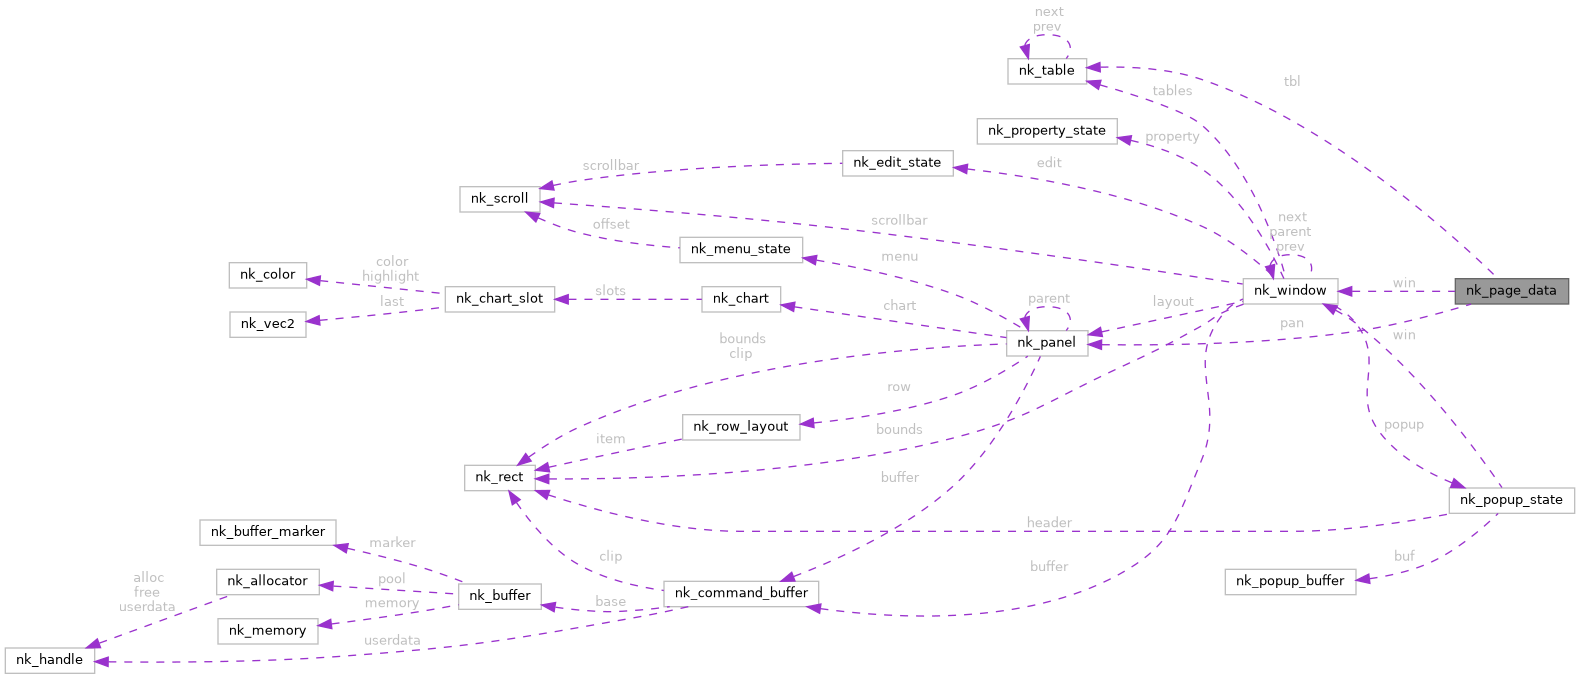 next
prev
nk_table
tbl
tables
nk_property_state
property
nk_edit_state
edit
scrollbar
nk_scroll
scrollbar
offset
next
parent
prev
nk_menu_state
menu
color
highlight
nk_color
nk_chart_slot
slots
nk_chart
parent
chart
layout
nk_window
win
nk_page_data
last
nk_vec2
pan
win
bounds
clip
nk_panel
row
nk_row_layout
bounds
popup
item
nk_rect
buffer
nk_popup_state
header
nk_buffer_marker
marker
clip
buf
buffer
alloc
free
userdata
nk_allocator
pool
nk_popup_buffer
memory
nk_buffer
base
nk_command_buffer
nk_memory
userdata
nk_handle